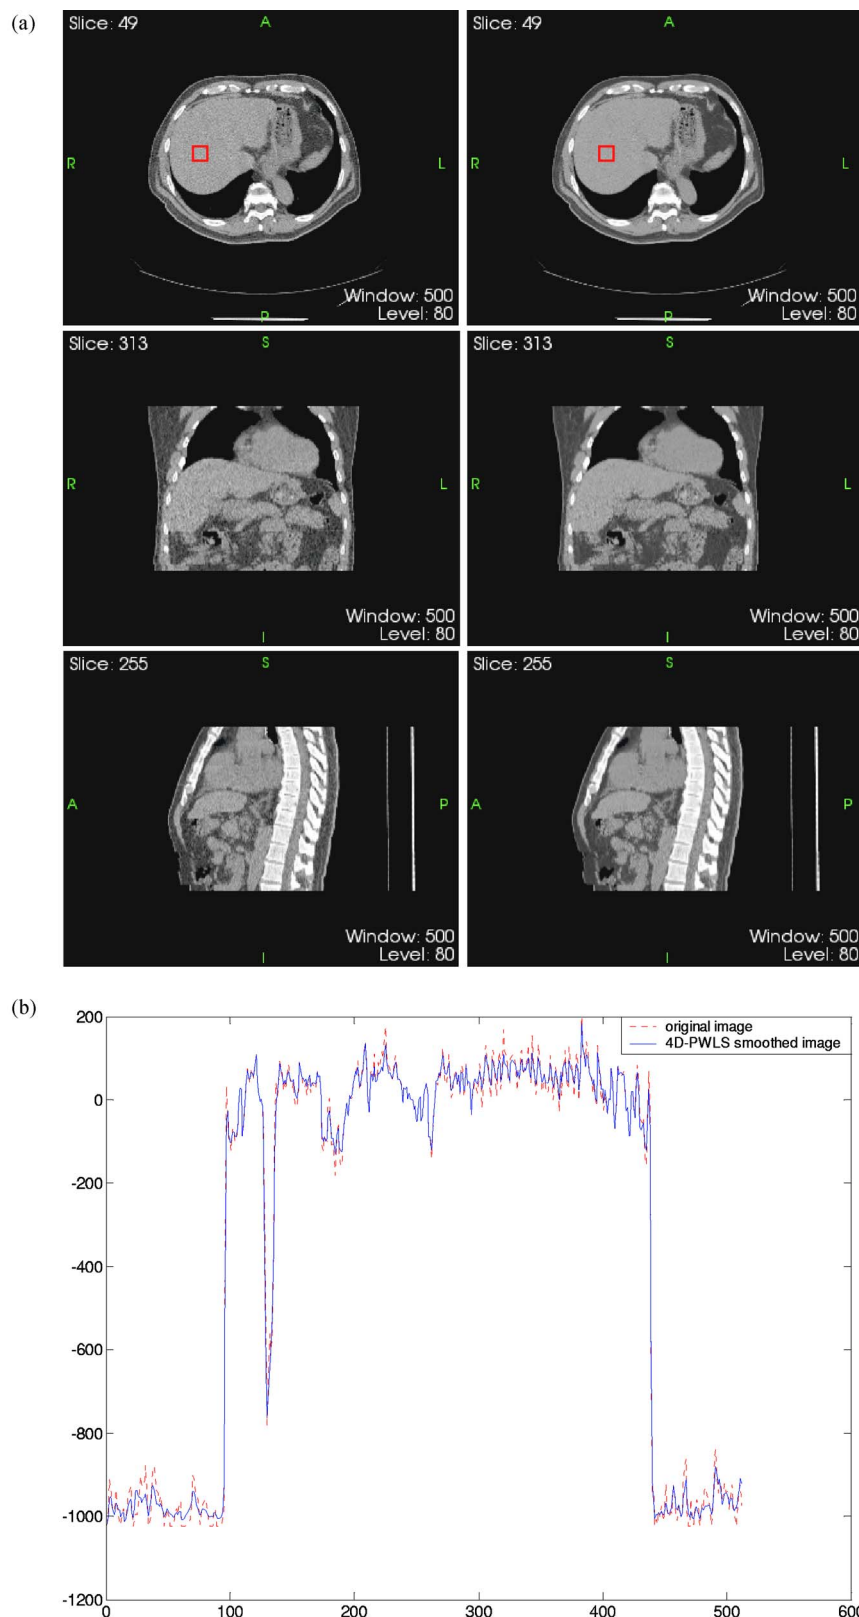 (a)
Slice: 49
A
R
L
Window: 500
P
Level: 80
Slice: 49
A
R
L
Window: 500
P
Level: 80
Slice: 313
S
R
L
Window: 500
I
Level: 80
Slice: 313
S
R
L
Window: 500
I
Level: 80
Slice: 255
S
A
P
Window: 500
I
Level: 80
Slice: 255
S
A
P
Window: 500
I
Level: 80
(b)
200
0
-200
-400
-600
-800
-1000
-1200
original image
4D-PWLS smoothed image
0
100
200
300
400
500
600